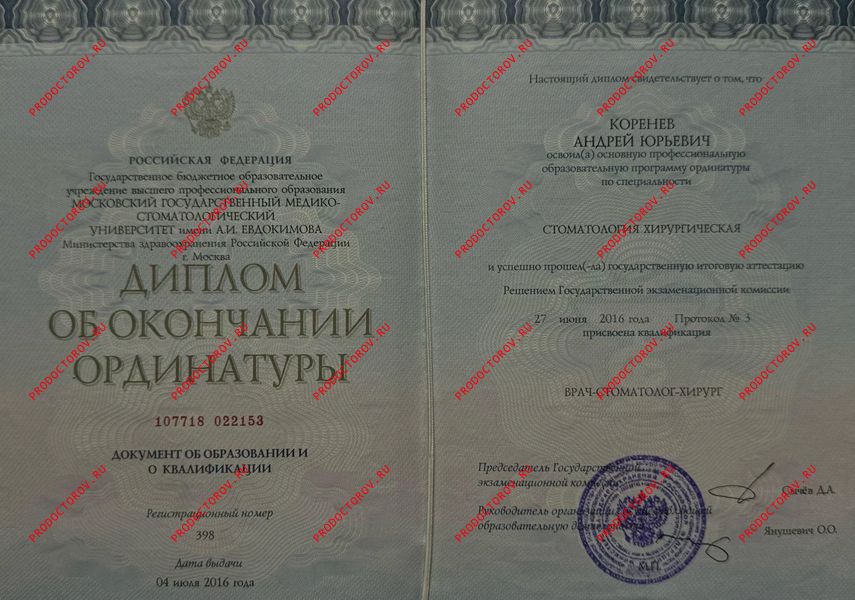 РОССИЙСКАЯ ФЕДЕРАЦИЯ
Государственное бюджетное образовательное
учреждение высшего профессионального образования
МОСКОВСКИЙ ГОСУДАРСТВЕННЫЙ МЕДИКО-
СТОМАТОЛОГИЧЕСКИЙ
УНИВЕРСИТЕТ имени А.И. ЕВДОКИМОВА
Министерства здравоохранения Российской Федерации
г. Москва
ДИПЛОМ
ОБ ОКОНЧАНИИ
ОРДИНАТУРЫ
107718 022153
ДОКУМЕНТ ОБ ОБРАЗОВАНИИ И
О КВАЛИФИКАЦИИ
Регистрационный номер
398
Дата выдачи
04 июля 2016 года
Настоящий диплом свидетельствует о том, что
КОРЕНЕВ
АНДРЕЙ ЮРЬЕВИЧ
освоил(а) основную профессиональную
образовательную программу ординатуры
по специальности
СТОМАТОЛОГИЯ ХИРУРГИЧЕСКАЯ
и успешно прошел(-ла) государственную итоговую аттестацию
Решением Государственной экзаменационной комиссии
27 июня 2016 года Протокол № 3
присвоена квалификация
ВРАЧ-СТОМАТОЛОГ-ХИРУРГ
Председатель Государственной
экзаменационной комиссии
Сычёв Д.А.
Руководитель организации,
образовательную
Янушевич О.О.
М.П.
PRODOCTOROV.RU